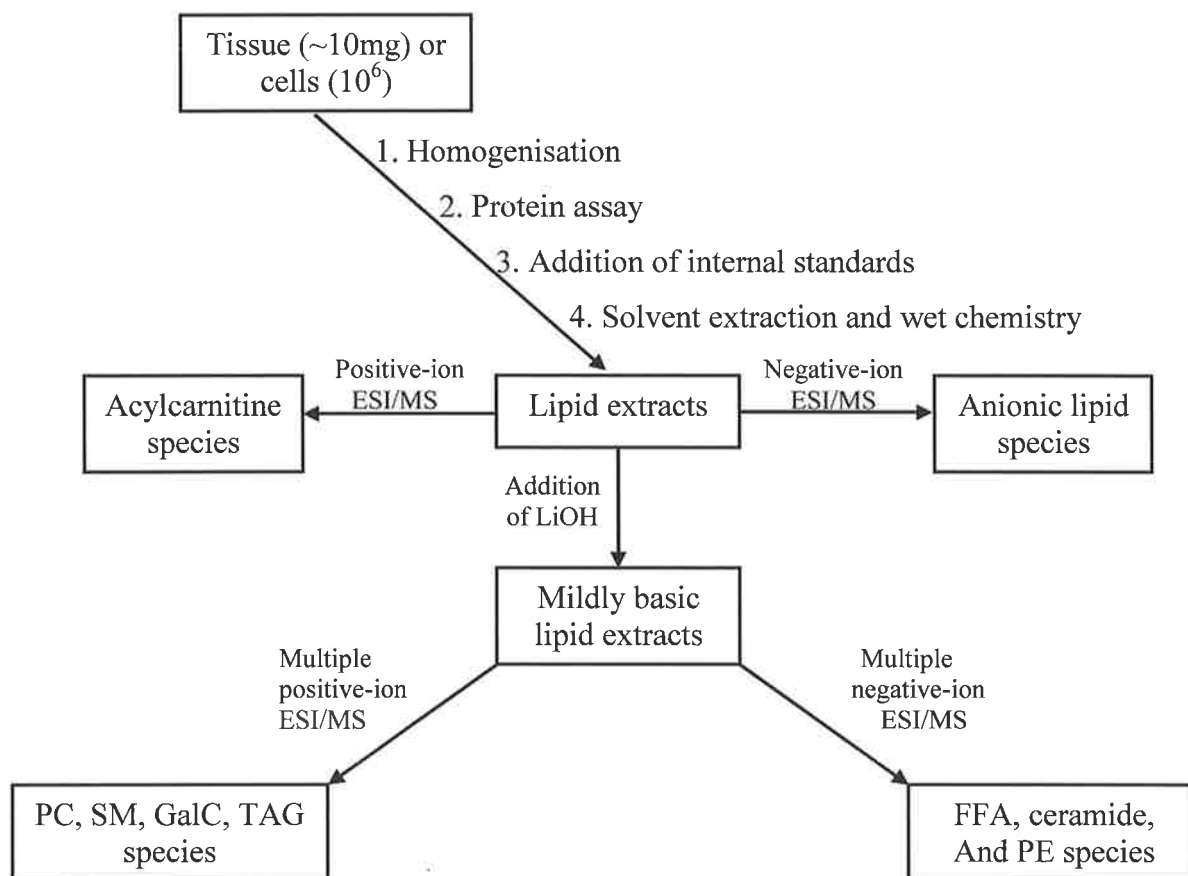 Tissue (~10mg) or
cells (10⁶)
1. Homogenisation
2. Protein assay
3. Addition of internal standards
4. Solvent extraction and wet chemistry
Positive-ion
ESI/MS
Negative-ion
ESI/MS
Acylcarnitine
species
Lipid extracts
Anionic lipid
species
Addition
of LiOH
Mildly basic
lipid extracts
Multiple
positive-ion
ESI/MS
Multiple
negative-ion
ESI/MS
PC, SM, GalC, TAG
species
FFA, ceramide,
And PE species